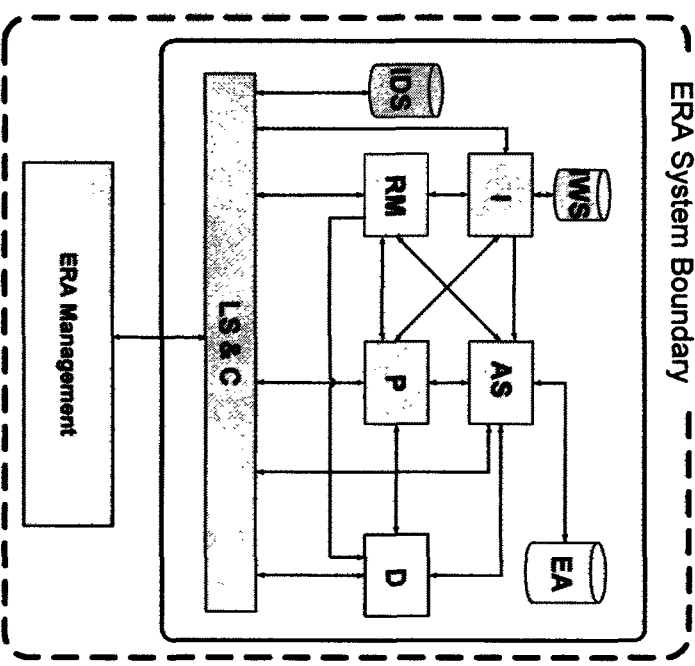 ERA System Boundary
IWS
EA
I
AS
IDS
RM
P
D
LS & C
ERA Management